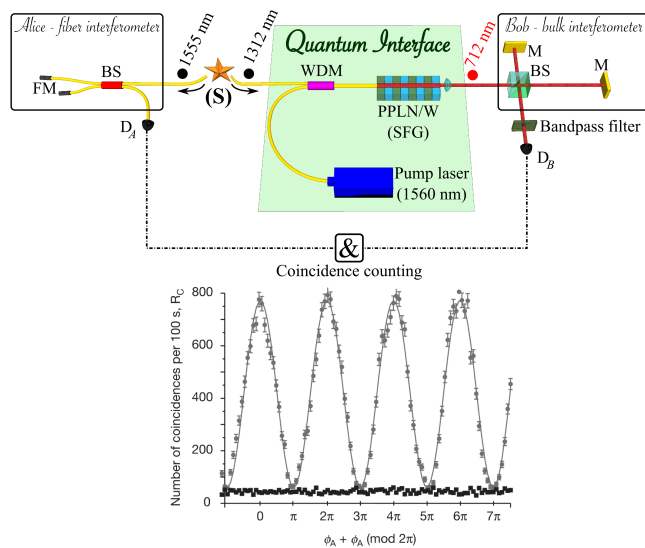 Alice - fiber interferometer
Bob - bulk interferometer
1555 nm
1312 nm
Quantum Interface
712 nm
M
M
BS
BS
FM
WDM
(S)
PPLN/W
(SFG)
D_A
Bandpass filter
D_B
Pump laser
(1560 nm)
&
Coincidence counting
Number of coincidences per 100 s, R_C
800
600
400
200
0
0
π
2π
3π
4π
5π
6π
7π
ϕ_A + ϕ_A (mod 2π)